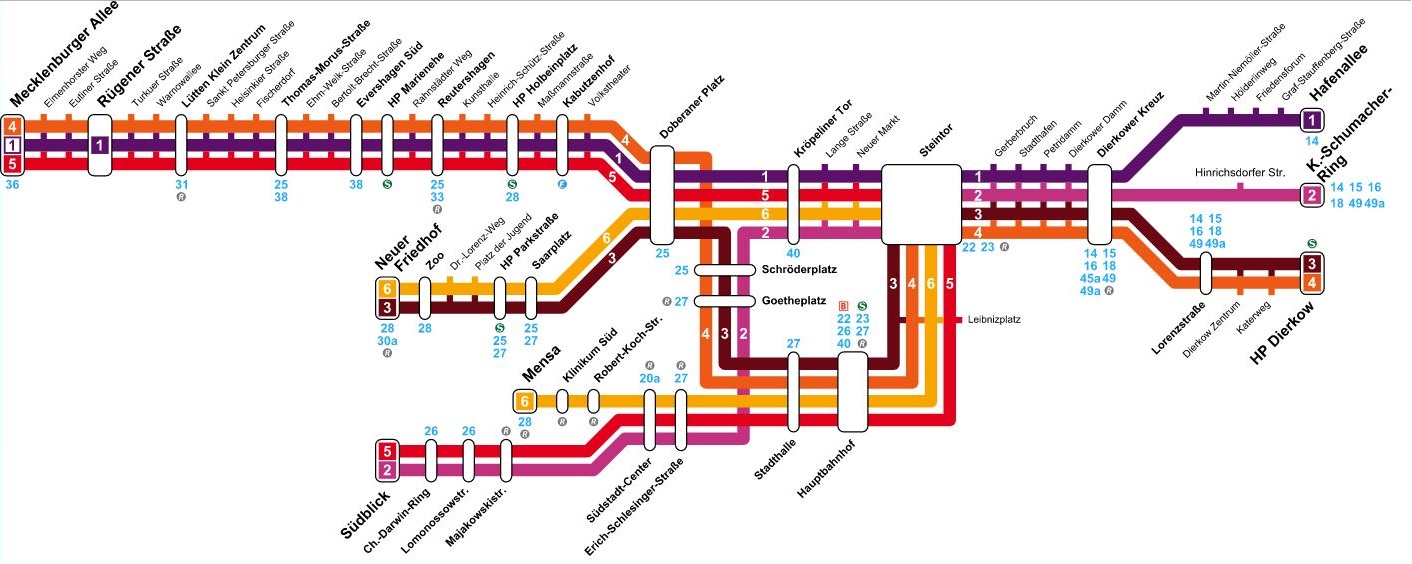 Mecklenburger Allee
Elmenhorster Weg
Eutiner Straße
Rügener Straße
Turkuer Straße
Warnowallee
Lütten Klein Zentrum
Sankt Petersburger Straße
Helsinkier Straße
Fischerdorf
Thomas-Morus-Straße
Ehm-Welk-Straße
Bertolt-Brecht-Straße
Evershagen Süd
HP Marienehe
Rahnstädter Weg
Reutershagen
Kunsthalle
Heinrich-Schütz-Straße
HP Holbeinplatz
Maßmannstraße
Kabutzenhof
Volkstheater
4
1
5
1
36
31
R
25
38
38
S
25
33
R
S
28
F
4
1
5
Doberaner Platz
25
Kröpeliner Tor
Lange Straße
Neuer Markt
1
5
6
2
40
Steintor
1
2
3
4
22 23 R
Gerberbruch
Stadthafen
Petridamm
Dierkower Damm
Dierkower Kreuz
14 15
16 18
45a 49
49a R
Martin-Niemöller-Straße
Hölderlinweg
Friedensforum
Graf-Stauffenberg-Straße
Hafenallee
1
14
K.-Schumacher-
Ring
Hinrichsdorfer Str.
2
14 15 16
18 49 49a
14 15
16 18
49 49a
S
3
4
Lorenzstraße
Dierkow Zentrum
Katerweg
HP Dierkow
Neuer
Friedhof
Zoo
Dr.-Lorenz-Weg
Platz der Jugend
HP Parkstraße
Saarplatz
6
3
6
3
28
30a
R
28
S
25
27
25
27
25
Schröderplatz
R 27
Goetheplatz
4
3
2
3
4
6
5
Leibnizplatz
B S
22 23
26 27
40 R
27
Mensa
Klinikum Süd
Robert-Koch-Str.
6
28
R
R
R
R
20a
R
27
5
2
26
26
R
Südblick
Ch.-Darwin-Ring
Lomonossowstr.
Majakowskistr.
Südstadt-Center
Erich-Schlesinger-Straße
Stadthalle
Hauptbahnhof